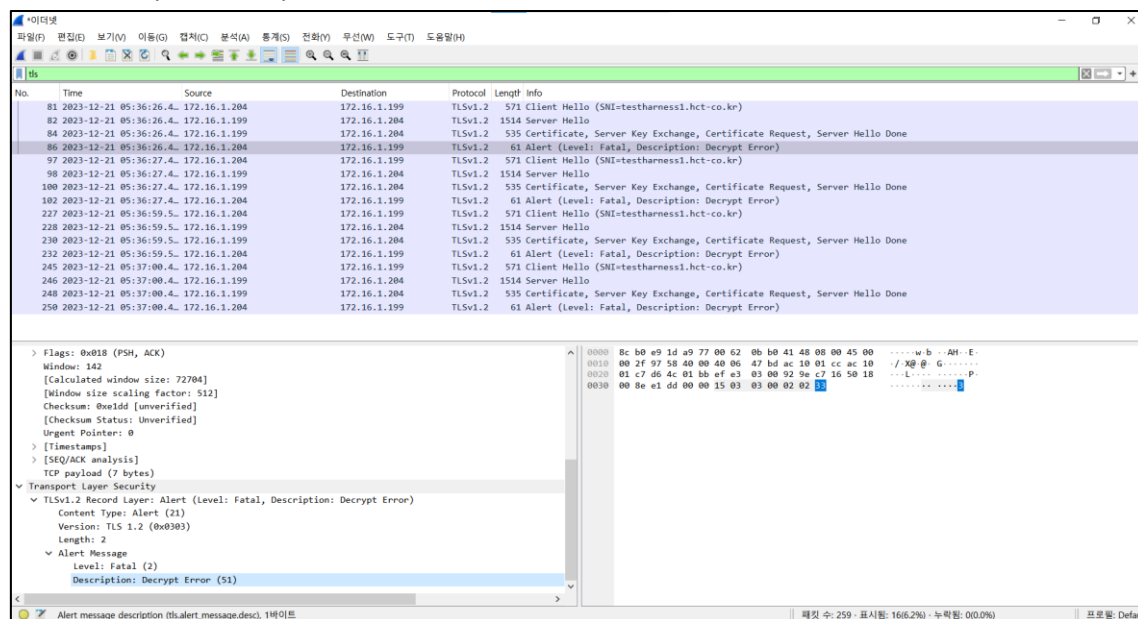 *이더넷
파일(F) 편집(E) 보기(V) 이동(G) 캡처(C) 분석(A) 통계(S) 전화(Y) 무선(W) 도구(T) 도움말(H)
tls
No. Time Source Destination Protocol Length Info
81 2023-12-21 05:36:26.4… 172.16.1.204 172.16.1.199 TLSv1.2 571 Client Hello (SNI=testharness1.hct-co.kr)
82 2023-12-21 05:36:26.4… 172.16.1.199 172.16.1.204 TLSv1.2 1514 Server Hello
84 2023-12-21 05:36:26.4… 172.16.1.199 172.16.1.204 TLSv1.2 535 Certificate, Server Key Exchange, Certificate Request, Server Hello Done
86 2023-12-21 05:36:26.4… 172.16.1.204 172.16.1.199 TLSv1.2 61 Alert (Level: Fatal, Description: Decrypt Error)
97 2023-12-21 05:36:27.4… 172.16.1.204 172.16.1.199 TLSv1.2 571 Client Hello (SNI=testharness1.hct-co.kr)
98 2023-12-21 05:36:27.4… 172.16.1.199 172.16.1.204 TLSv1.2 1514 Server Hello
100 2023-12-21 05:36:27.4… 172.16.1.199 172.16.1.204 TLSv1.2 535 Certificate, Server Key Exchange, Certificate Request, Server Hello Done
102 2023-12-21 05:36:27.4… 172.16.1.204 172.16.1.199 TLSv1.2 61 Alert (Level: Fatal, Description: Decrypt Error)
227 2023-12-21 05:36:59.5… 172.16.1.204 172.16.1.199 TLSv1.2 571 Client Hello (SNI=testharness1.hct-co.kr)
228 2023-12-21 05:36:59.5… 172.16.1.199 172.16.1.204 TLSv1.2 1514 Server Hello
230 2023-12-21 05:36:59.5… 172.16.1.199 172.16.1.204 TLSv1.2 535 Certificate, Server Key Exchange, Certificate Request, Server Hello Done
232 2023-12-21 05:36:59.5… 172.16.1.204 172.16.1.199 TLSv1.2 61 Alert (Level: Fatal, Description: Decrypt Error)
245 2023-12-21 05:37:00.4… 172.16.1.204 172.16.1.199 TLSv1.2 571 Client Hello (SNI=testharness1.hct-co.kr)
246 2023-12-21 05:37:00.4… 172.16.1.199 172.16.1.204 TLSv1.2 1514 Server Hello
248 2023-12-21 05:37:00.4… 172.16.1.199 172.16.1.204 TLSv1.2 535 Certificate, Server Key Exchange, Certificate Request, Server Hello Done
250 2023-12-21 05:37:00.4… 172.16.1.204 172.16.1.199 TLSv1.2 61 Alert (Level: Fatal, Description: Decrypt Error)
> Flags: 0x018 (PSH, ACK)
Window: 142
[Calculated window size: 72704]
[Window size scaling factor: 512]
Checksum: 0xe1dd [unverified]
[Checksum Status: Unverified]
Urgent Pointer: 0
> [Timestamps]
> [SEQ/ACK analysis]
TCP payload (7 bytes)
Transport Layer Security
TLSv1.2 Record Layer: Alert (Level: Fatal, Description: Decrypt Error)
Content Type: Alert (21)
Version: TLS 1.2 (0x0303)
Length: 2
Alert Message
Level: Fatal (2)
Description: Decrypt Error (51)
0000 8c b0 e9 1d a9 77 00 62 0b b0 41 48 08 00 45 00 ·····w·b ··AH··E·
0010 00 2f 97 58 40 00 40 06 47 bd ac 10 01 cc ac 10 ·/·X@·@· G·······
0020 01 c7 d6 4c 01 bb ef e3 03 00 92 9e c7 16 50 18 ···L···· ······P·
0030 00 8e e1 dd 00 00 15 03 03 00 02 02 33 ········ ····3
Alert message description (tls.alert_message.desc), 1바이트
패킷 수: 259 · 표시됨: 16(6.2%) · 누락됨: 0(0.0%)
프로필: Defau